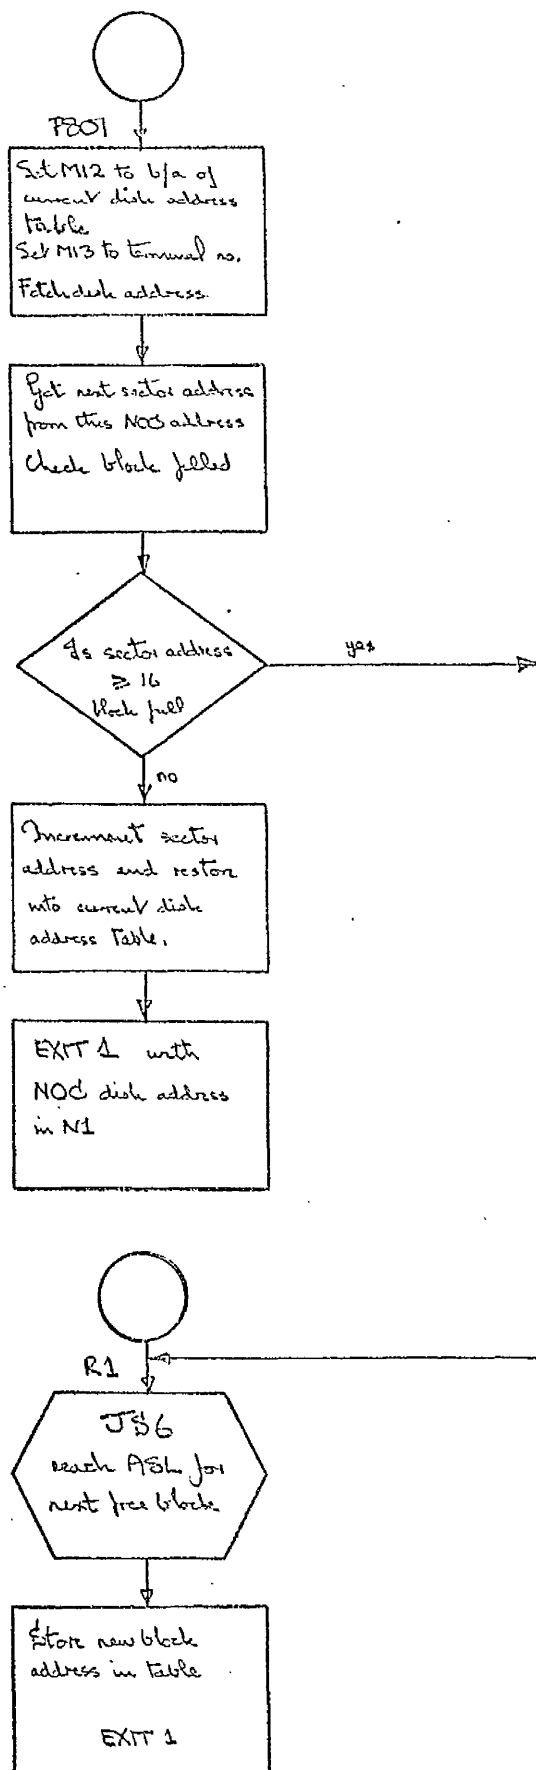 P801
Set M12 to b/a of
current disk address
table
Set M13 to terminal no.
Fetch disk address.
Get next sector address
from this NOC address
Check block filled
Is sector address
≥ 16
block full
yes
no
Increment sector
address and restore
into current disk
address table.
EXIT 1 with
NOC disk address
in N1
R1
JS6
ASL for
next free block
Store new block
address in table
EXIT 1